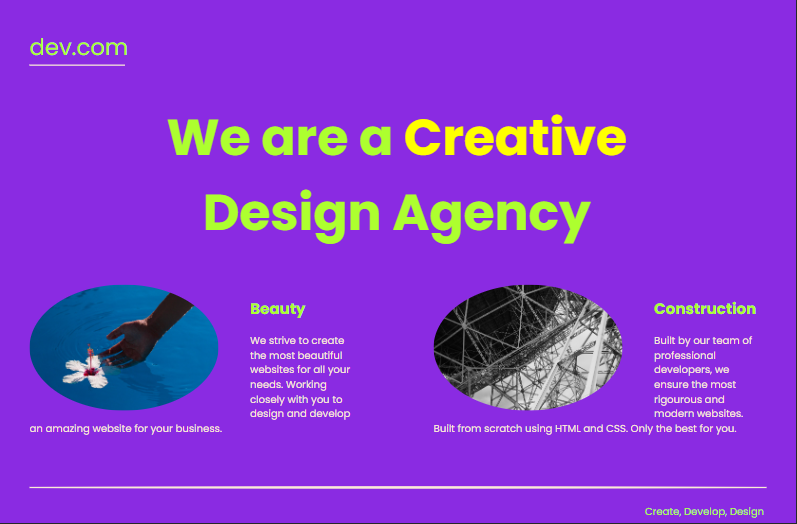 dev.com
We are a Creative
Design Agency
Beauty
We strive to create
the most beautiful
websites for all your
needs. Working
closely with you to
design and develop
an amazing website for your business.
Construction
Built by our team of
professional
developers, we
ensure the most
rigourous and
modern websites.
Built from scratch using HTML and CSS. Only the best for you.
Create, Develop, Design